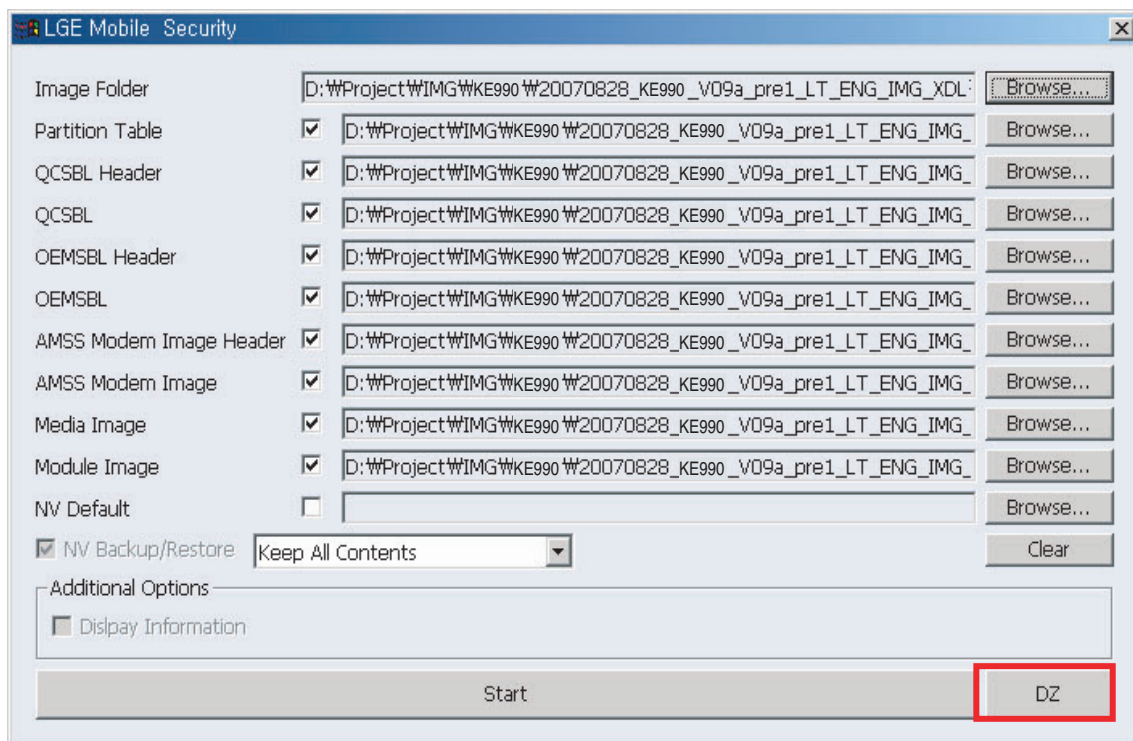 LGE Mobile Security
Image Folder D:₩Project₩IMG₩KE990₩20070828_KE990_V09a_pre1_LT_ENG_IMG_XDL Browse...
Partition Table D:₩Project₩IMG₩KE990₩20070828_KE990_V09a_pre1_LT_ENG_IMG_ Browse...
QCSBL Header D:₩Project₩IMG₩KE990₩20070828_KE990_V09a_pre1_LT_ENG_IMG_ Browse...
QCSBL D:₩Project₩IMG₩KE990₩20070828_KE990_V09a_pre1_LT_ENG_IMG_ Browse...
OEMSBL Header D:₩Project₩IMG₩KE990₩20070828_KE990_V09a_pre1_LT_ENG_IMG_ Browse...
OEMSBL D:₩Project₩IMG₩KE990₩20070828_KE990_V09a_pre1_LT_ENG_IMG_ Browse...
AMSS Modem Image Header D:₩Project₩IMG₩KE990₩20070828_KE990_V09a_pre1_LT_ENG_IMG_ Browse...
AMSS Modem Image D:₩Project₩IMG₩KE990₩20070828_KE990_V09a_pre1_LT_ENG_IMG_ Browse...
Media Image D:₩Project₩IMG₩KE990₩20070828_KE990_V09a_pre1_LT_ENG_IMG_ Browse...
Module Image D:₩Project₩IMG₩KE990₩20070828_KE990_V09a_pre1_LT_ENG_IMG_ Browse...
NV Default Browse...
NV Backup/Restore Keep All Contents Clear
Additional Options
Dislpay Information
Start DZ